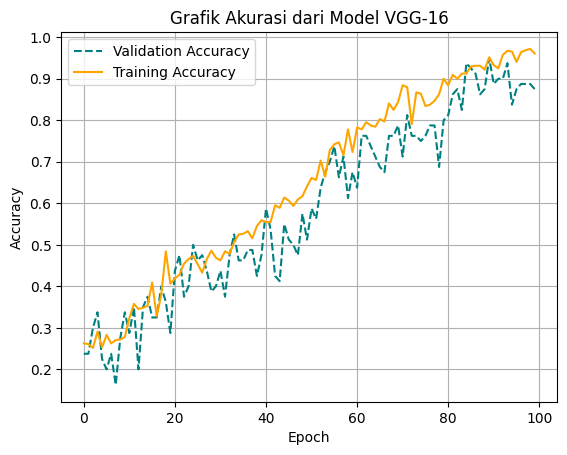 Grafik Akurasi dari Model VGG-16
Validation Accuracy
Training Accuracy
Accuracy
1.0
0.9
0.8
0.7
0.6
0.5
0.4
0.3
0.2
0 20 40 60 80 100
Epoch